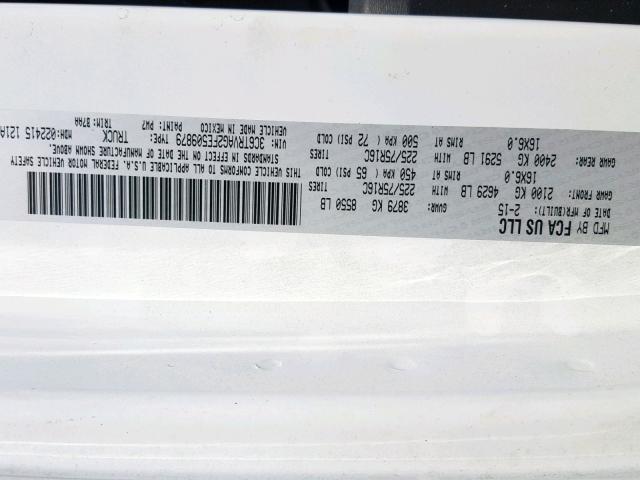 MFD BY FCA US LLC
DATE OF MFR(BUILT): 2-15 GVWR: 3879 KG 8550 LB
GAWR FRONT: 2100 KG 4629 LB WITH 225/75R16C TIRES
16X6.0 RIMS AT 450 KPA ( 65 PSI) COLD
GAWR REAR: 2400 KG 5291 LB WITH 225/75R16C TIRES
16X6.0 RIMS AT 500 KPA ( 72 PSI) COLD
THIS VEHICLE CONFORMS TO ALL APPLICABLE U.S.A. FEDERAL MOTOR VEHICLE SAFETY
STANDARDS IN EFFECT ON THE DATE OF MANUFACTURE SHOWN ABOVE.
VIN: 3C6TRVAG2FE509879 TYPE: TRUCK MDH:022415 121A
VEHICLE MADE IN MEXICO PAINT: PW7 TRIM: B7AA